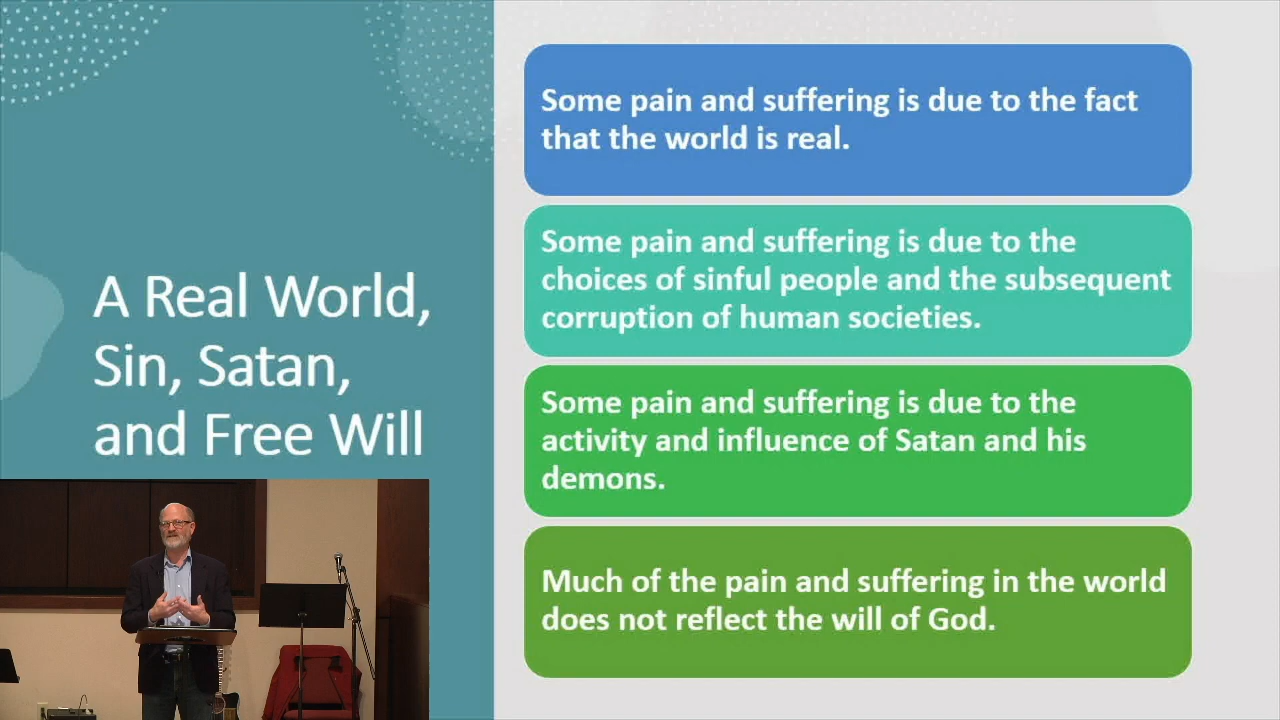 A Real World,
Sin, Satan,
and Free Will
Some pain and suffering is due to the fact
that the world is real.
Some pain and suffering is due to the
choices of sinful people and the subsequent
corruption of human societies.
Some pain and suffering is due to the
activity and influence of Satan and his
demons.
Much of the pain and suffering in the world
does not reflect the will of God.